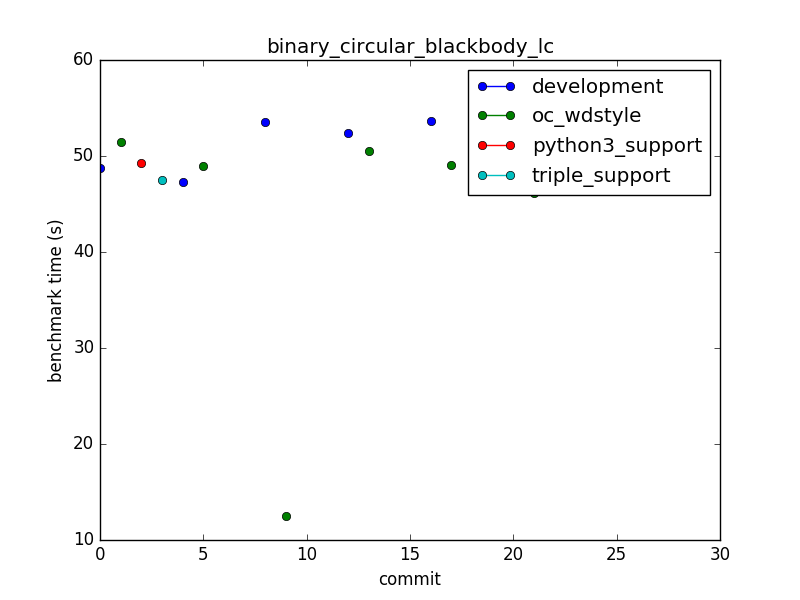 binary_circular_blackbody_lc
development
oc_wdstyle
python3_support
triple_support
benchmark time (s)
60
50
40
30
20
10
0
5
10
15
20
25
30
commit